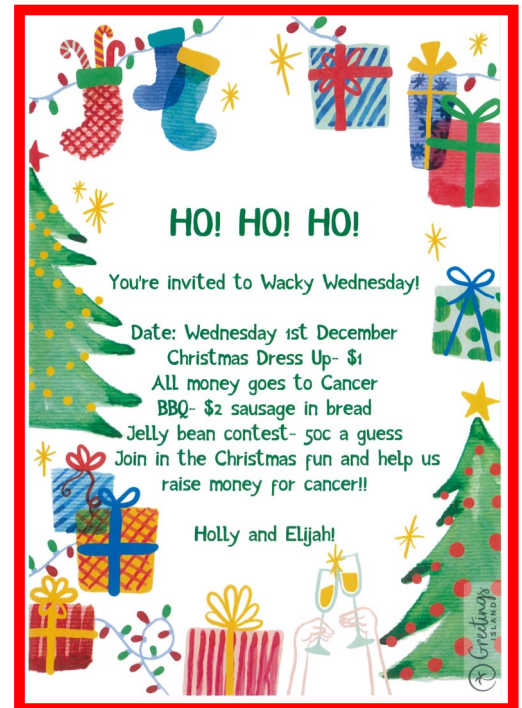 HO! HO! HO!
You're invited to Wacky Wednesday!
Date: Wednesday 1st December
Christmas Dress Up- $1
All money goes to Cancer
BBQ- $2 sausage in bread
Jelly bean contest- 50c a guess
Join in the Christmas fun and help us
raise money for cancer!!
Holly and Elijah!
Greetings
ISLAND